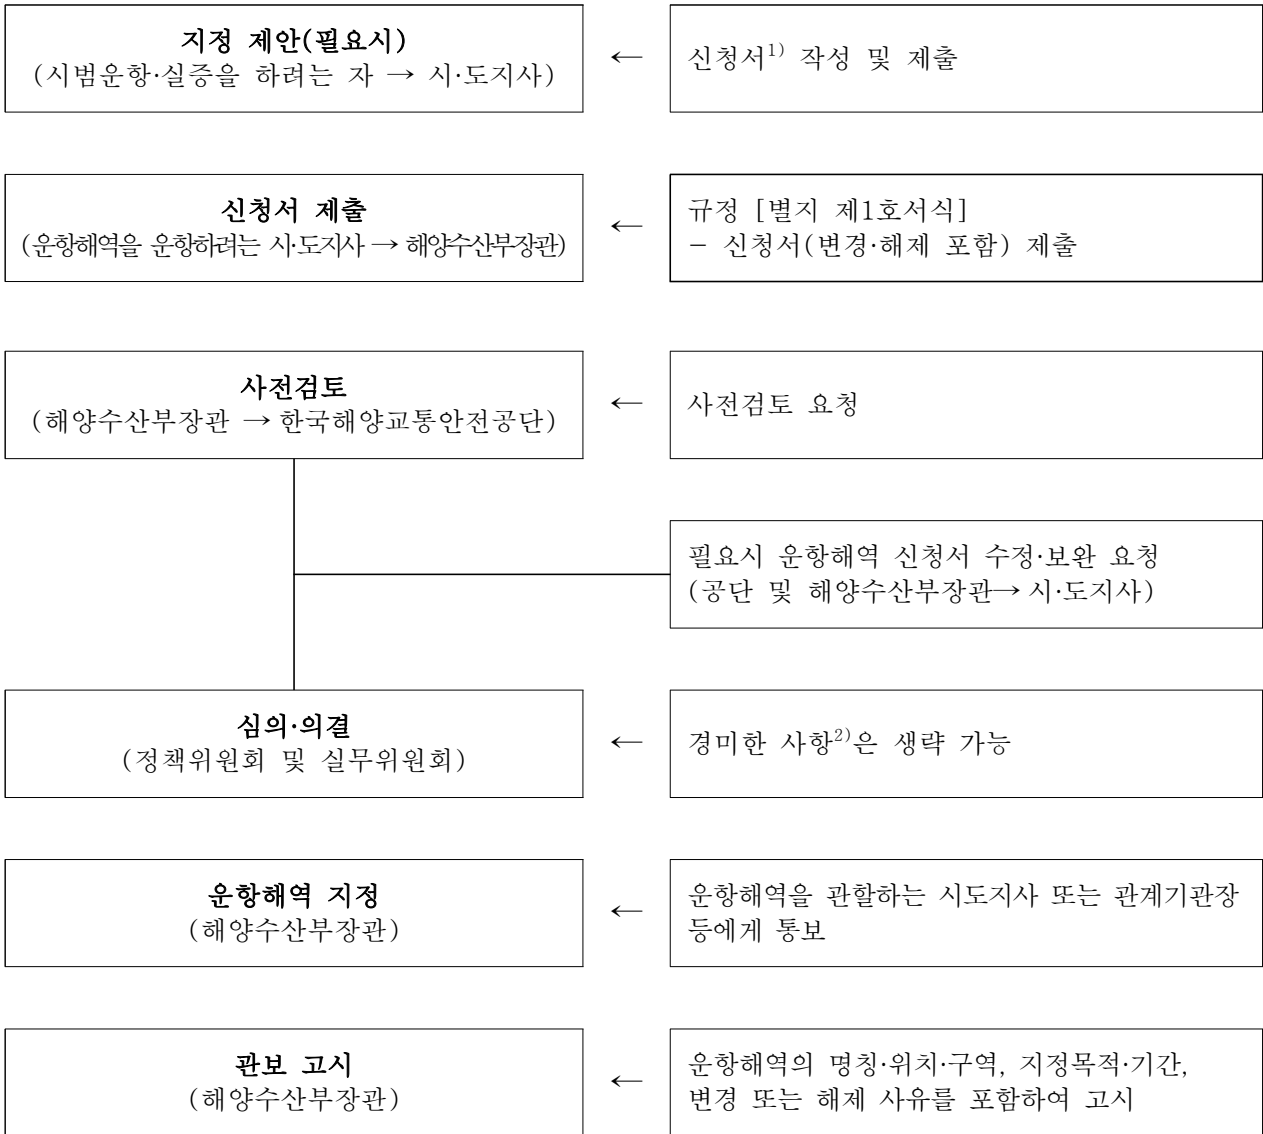 지정 제안(필요시)
(시범운항·실증을 하려는 자 → 시·도지사)
←
신청서1) 작성 및 제출
신청서 제출
(운항해역을 운항하려는 시·도지사 → 해양수산부장관)
←
규정 [별지 제1호서식]
- 신청서(변경·해제 포함) 제출
사전검토
(해양수산부장관 → 한국해양교통안전공단)
←
사전검토 요청
필요시 운항해역 신청서 수정·보완 요청
(공단 및 해양수산부장관→ 시·도지사)
심의·의결
(정책위원회 및 실무위원회)
←
경미한 사항2)은 생략 가능
운항해역 지정
(해양수산부장관)
←
운항해역을 관할하는 시도지사 또는 관계기관장
등에게 통보
관보 고시
(해양수산부장관)
←
운항해역의 명칭·위치·구역, 지정목적·기간,
변경 또는 해제 사유를 포함하여 고시